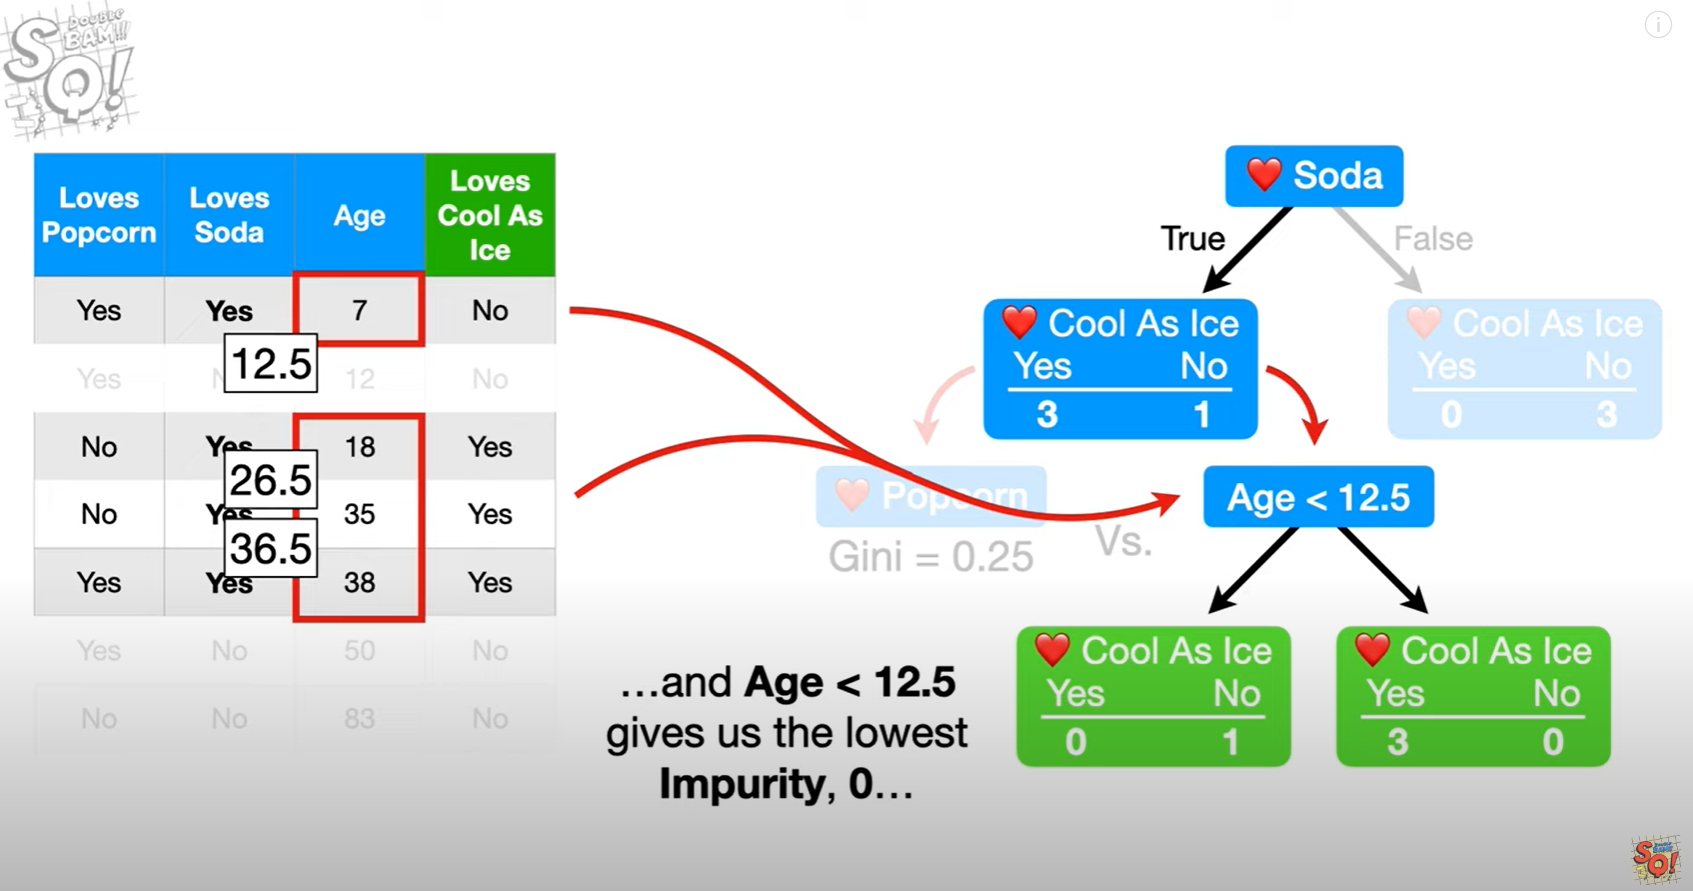 DOUBLE
BAM!!!
SQ!
Loves Popcorn
Loves Soda
Age
Loves Cool As Ice
Yes Yes 7 No
12.5
Yes N 12 No
No Yes 18 Yes
26.5
No Yes 35 Yes
36.5
Yes Yes 38 Yes
Yes No 50 No
No No 83 No
❤️ Soda
True
False
❤️ Cool As Ice
Yes No
3 1
❤️ Cool As Ice
Yes No
0 3
❤️ Popcorn
Gini = 0.25
Vs.
Age < 12.5
❤️ Cool As Ice
Yes No
0 1
❤️ Cool As Ice
Yes No
3 0
...and Age < 12.5
gives us the lowest
Impurity, 0...
DOUBLE
BAM!!!
SQ!